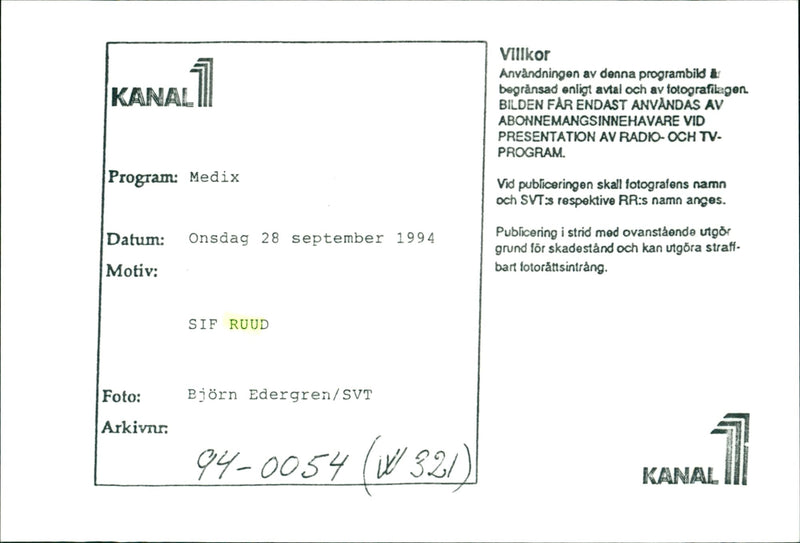 KANAL 1
Program: Medix
Datum: Onsdag 28 september 1994
Motiv:
SIF RUUD
Foto: Björn Edergren/SVT
Arkivnr:
94-0054 (W 321)
Villkor
Användningen av denna programbild är
begränsad enligt avtal och av fotografilagen.
BILDEN FÅR ENDAST ANVÄNDAS AV
ABONNEMANGSINNEHAVARE VID
PRESENTATION AV RADIO- OCH TV-
PROGRAM.
Vid publiceringen skall fotografens namn
och SVT:s respektive RR:s namn anges.
Publicering i strid med ovanstående utgör
grund för skadestånd och kan utgöra straff-
bart fotorättsintrång.
KANAL 1